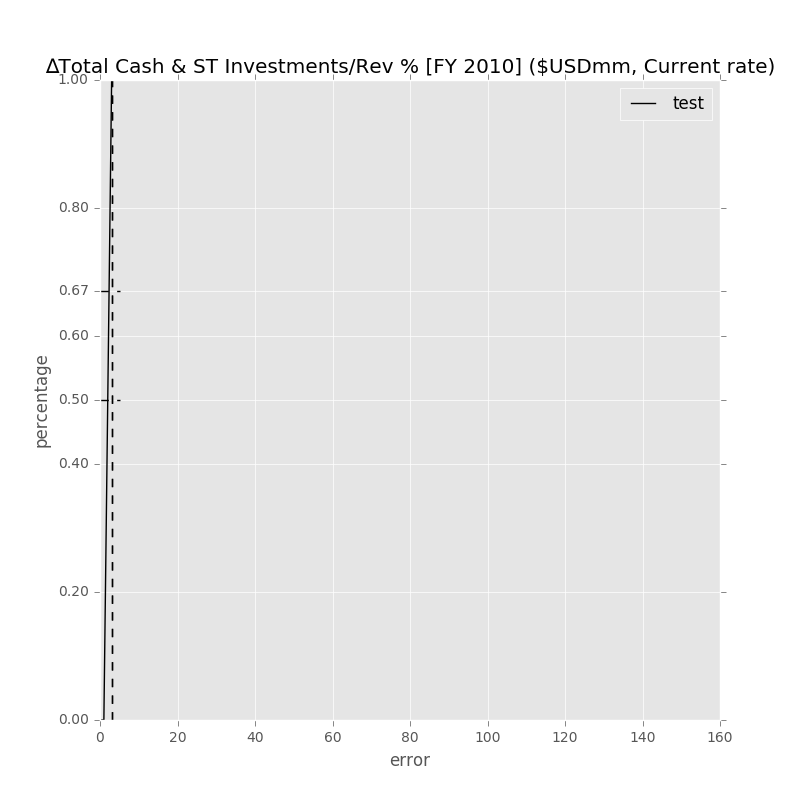 ΔTotal Cash & ST Investments/Rev % [FY 2010] ($USDmm, Current rate)
test
1.00
0.80
0.67
0.60
0.50
0.40
0.20
0.00
percentage
0 20 40 60 80 100 120 140 160
error